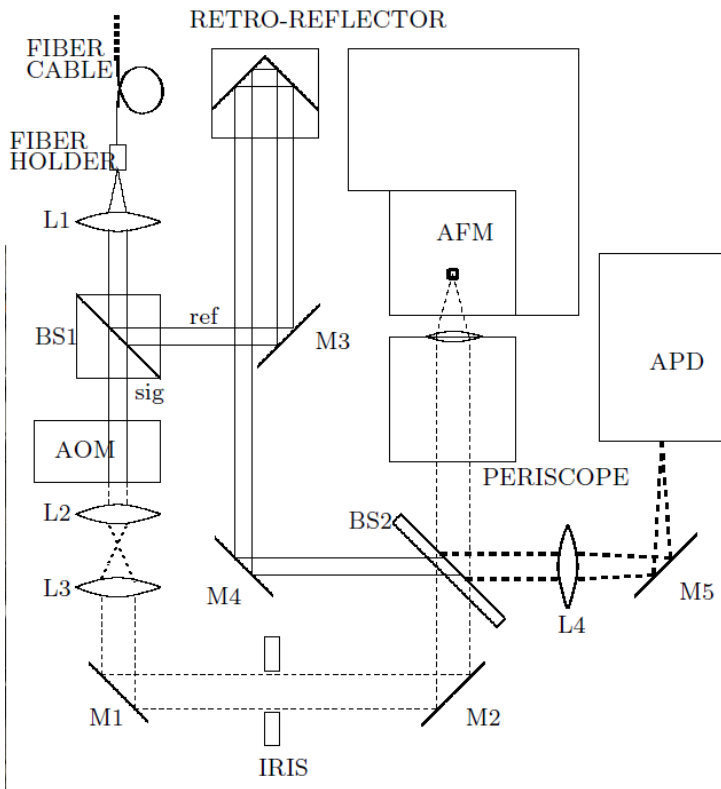 RETRO-REFLECTOR
FIBER
CABLE
FIBER
HOLDER
L1
AFM
ref
BS1
M3
APD
sig
AOM
PERISCOPE
L2
BS2
L3
M4
M5
L4
M1
M2
IRIS